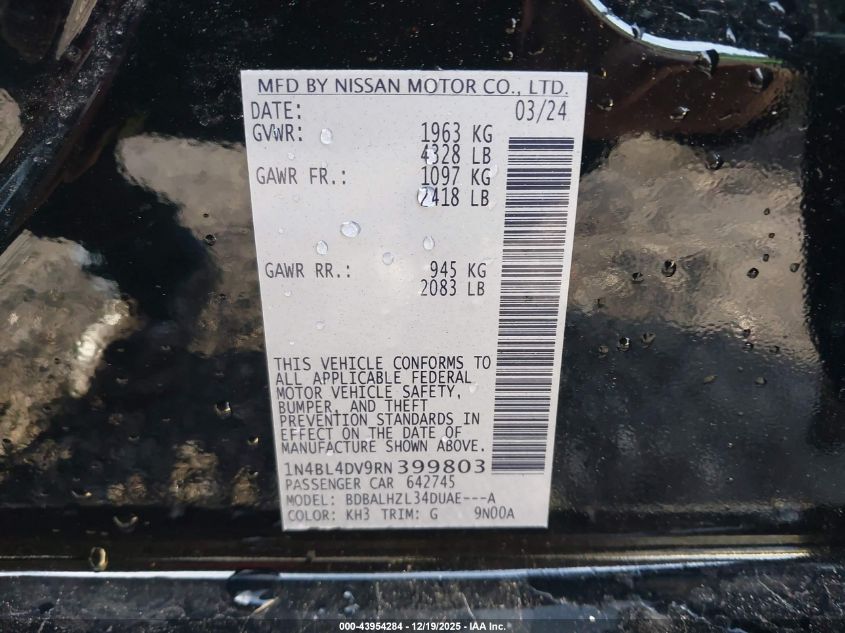 MFD BY NISSAN MOTOR CO., LTD.
DATE: 03/24
GVWR: 1963 KG
4328 LB
GAWR FR.: 1097 KG
2418 LB
GAWR RR.: 945 KG
2083 LB
THIS VEHICLE CONFORMS TO
ALL APPLICABLE FEDERAL
MOTOR VEHICLE SAFETY,
BUMPER, AND THEFT
PREVENTION STANDARDS IN
EFFECT ON THE DATE OF
MANUFACTURE SHOWN ABOVE.
1N4BL4DV9RN399803
PASSENGER CAR 642745
MODEL: BDBALHZL34DUAE---A
COLOR: KH3 TRIM: G 9N00A
000-43954284 - 12/19/2025 - IAA Inc.